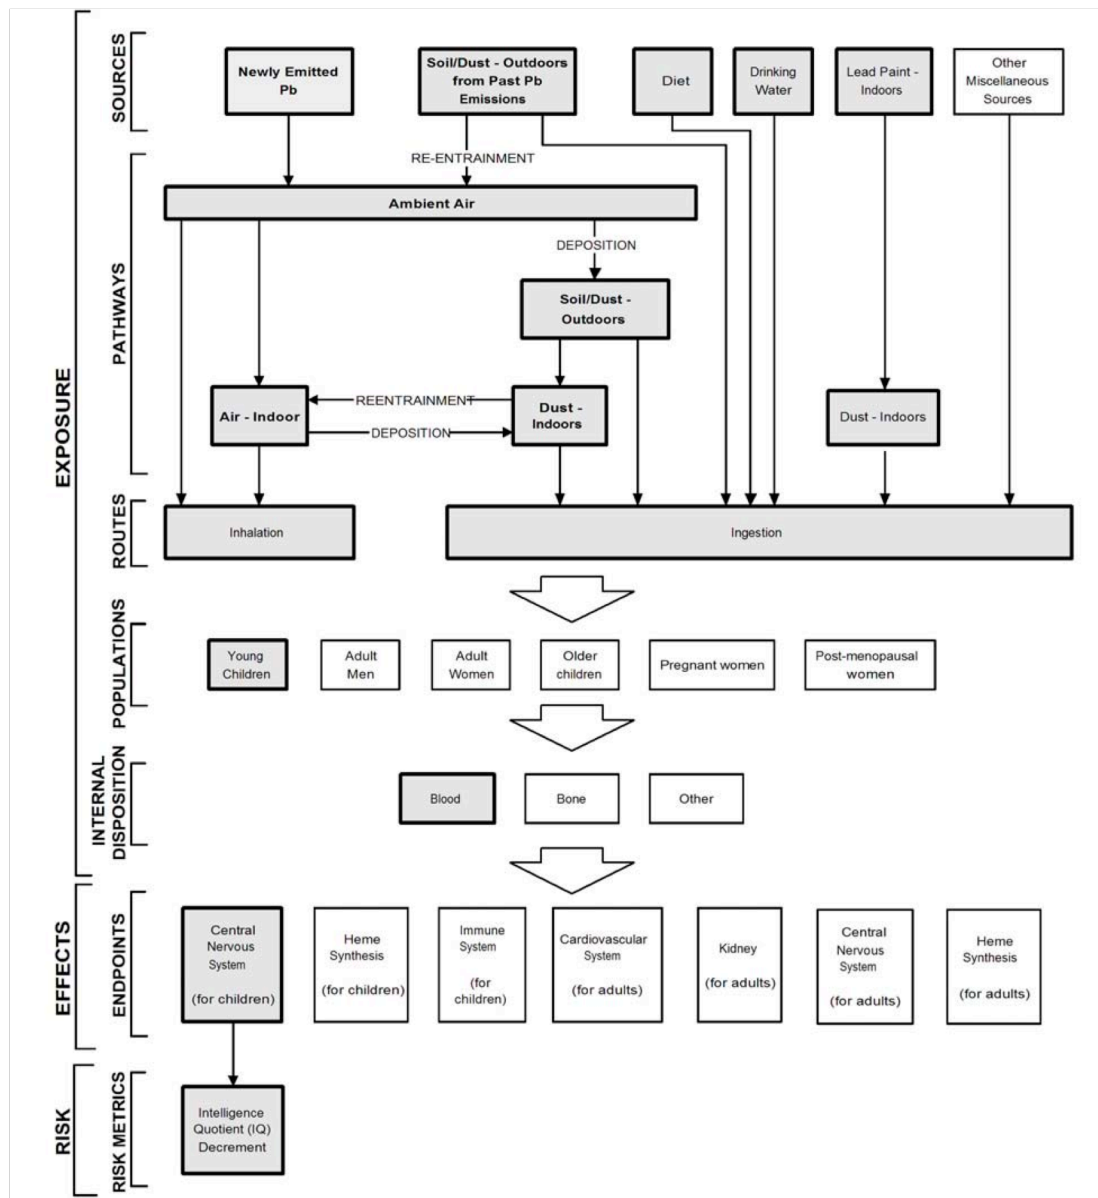 SOURCES
Newly Emitted
Pb
Soil/Dust - Outdoors
from Past Pb
Emissions
Diet
Drinking
Water
Lead Paint -
Indoors
Other
Miscellaneous
Sources
RE-ENTRAINMENT
Ambient Air
DEPOSITION
PATHWAYS
Soil/Dust -
Outdoors
EXPOSURE
Air - Indoor
REENTRAINMENT
DEPOSITION
Dust -
Indoors
Dust - Indoors
ROUTES
Inhalation
Ingestion
POPULATIONS
Young
Children
Adult
Men
Adult
Women
Older
children
Pregnant women
Post-menopausal
women
INTERNAL
DISPOSITION
Blood
Bone
Other
EFFECTS
ENDPOINTS
Central
Nervous
System
(for children)
Heme
Synthesis
(for children)
Immune
System
(for
children)
Cardiovascular
System
(for adults)
Kidney
(for adults)
Central
Nervous
System
(for adults)
Heme
Synthesis
(for adults)
RISK
RISK METRICS
Intelligence
Quotient (IQ)
Decrement